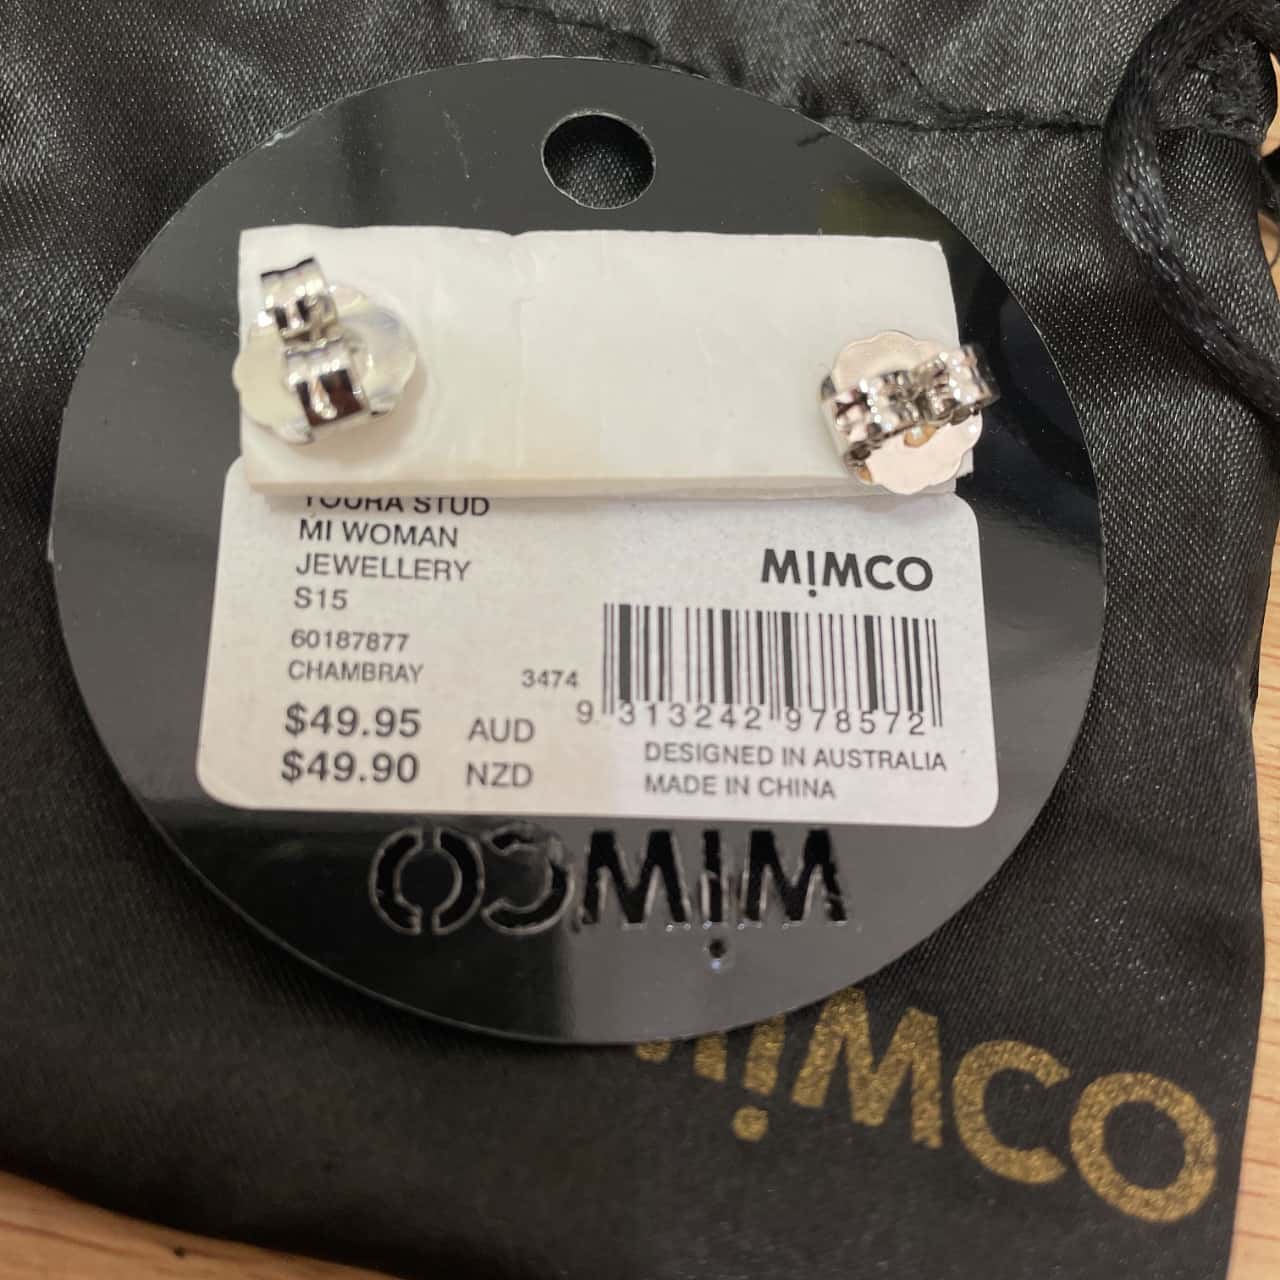 STUD
MI WOMAN
JEWELLERY
S15
60187877
CHAMBRAY
$49.95 AUD
$49.90 NZD
MIMCO
3474
9 313242 978572
DESIGNED IN AUSTRALIA
MADE IN CHINA
MIMCO
MIMCO